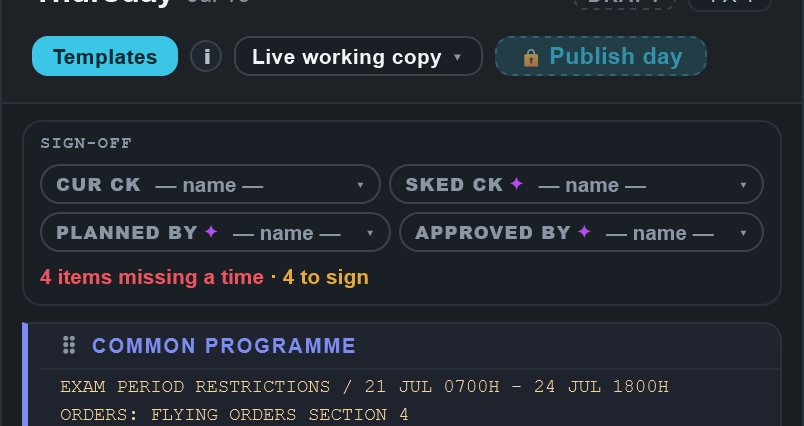 Templates i Live working copy Publish day
SIGN-OFF
CUR CK — name — SKED CK — name —
PLANNED BY — name — APPROVED BY — name —
4 items missing a time · 4 to sign
COMMON PROGRAMME
EXAM PERIOD RESTRICTIONS / 21 JUL 0700H – 24 JUL 1800H
ORDERS: FLYING ORDERS SECTION 4